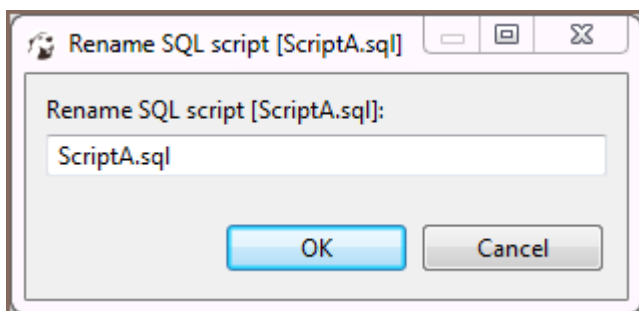 Rename SQL script [ScriptA.sql]
Rename SQL script [ScriptA.sql]:
ScriptA.sql
OK Cancel